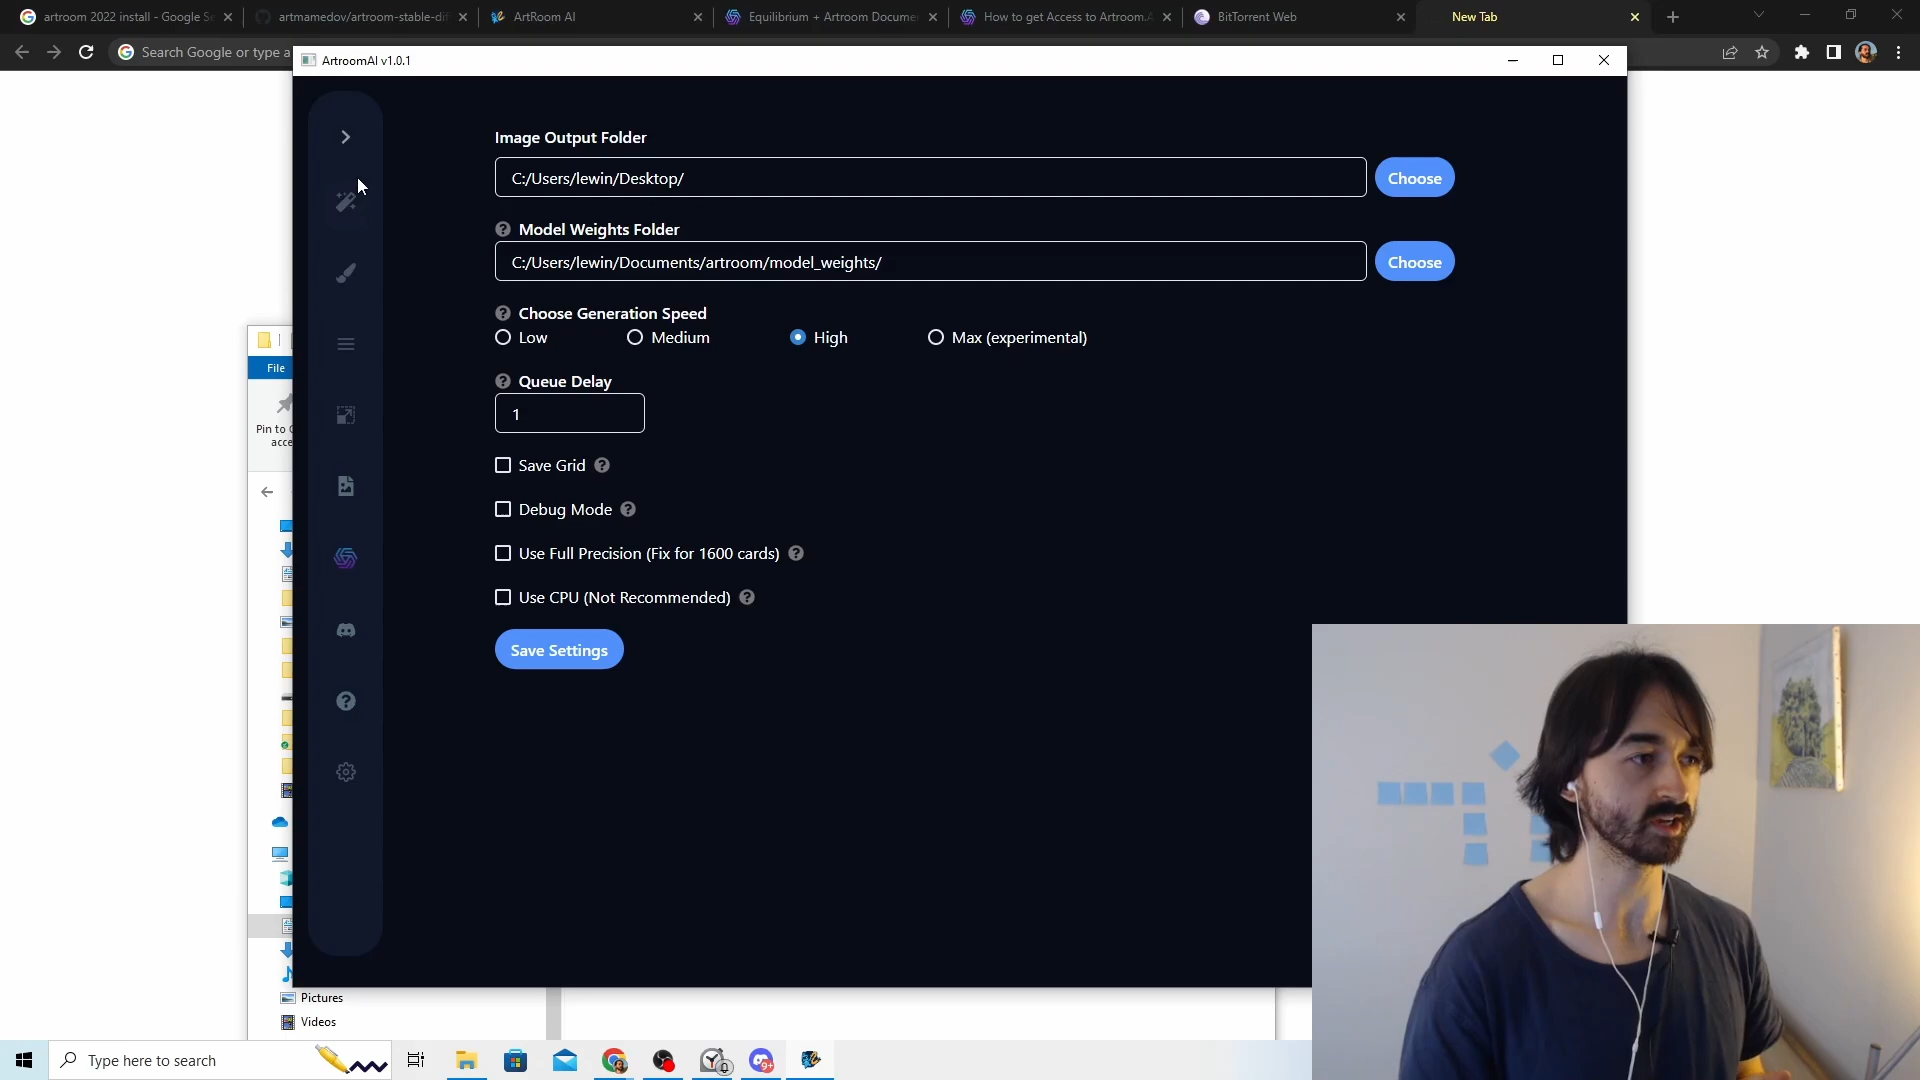 artroom 2022 install - Google Se
artmamedov/artroom-stable-dif
ArtRoom AI
Equilibrium + Artroom Docume
How to get Access to Artroom.A
BitTorrent Web
New Tab
Search Google or type a
ArtroomAI v1.0.1
Image Output Folder
C:/Users/lewin/Desktop/
Choose
Model Weights Folder
C:/Users/lewin/Documents/artroom/model_weights/
Choose
Choose Generation Speed
Low
Medium
High
Max (experimental)
Queue Delay
1
Save Grid
Debug Mode
Use Full Precision (Fix for 1600 cards)
Use CPU (Not Recommended)
Save Settings
File
Pin to
acce
Pictures
Videos
Type here to search
9+